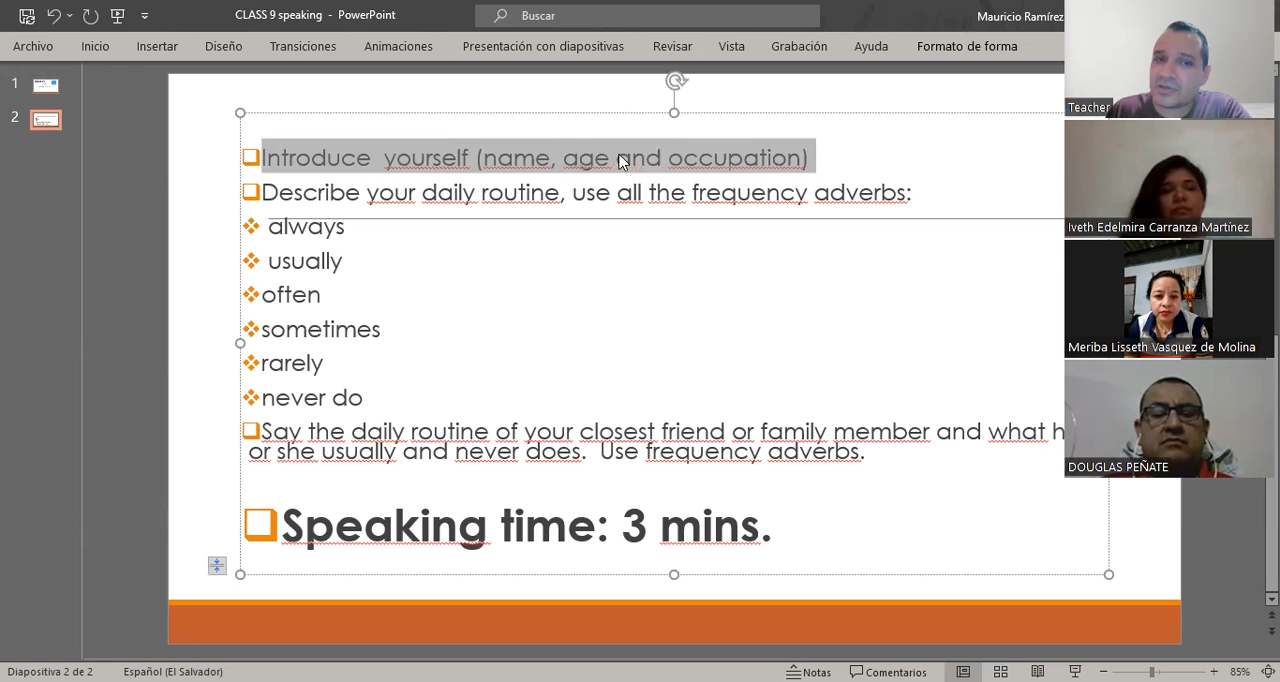 CLASS 9 speaking - PowerPoint
Buscar
Mauricio Ramírez
Archivo Inicio Insertar Diseño Transiciones Animaciones Presentación con diapositivas Revisar Vista Grabación Ayuda Formato de forma
1
2
Introduce yourself (name, age and occupation)
Describe your daily routine, use all the frequency adverbs:
always
usually
often
sometimes
rarely
never do
Say the daily routine of your closest friend or family member and what h
or she usually and never does. Use frequency adverbs.
Speaking time: 3 mins.
Teacher
Iveth Edelmira Carranza Martínez
Meriba Lisseth Vasquez de Molina
DOUGLAS PEÑATE
Diapositiva 2 de 2 Español (El Salvador) Notas Comentarios 85%